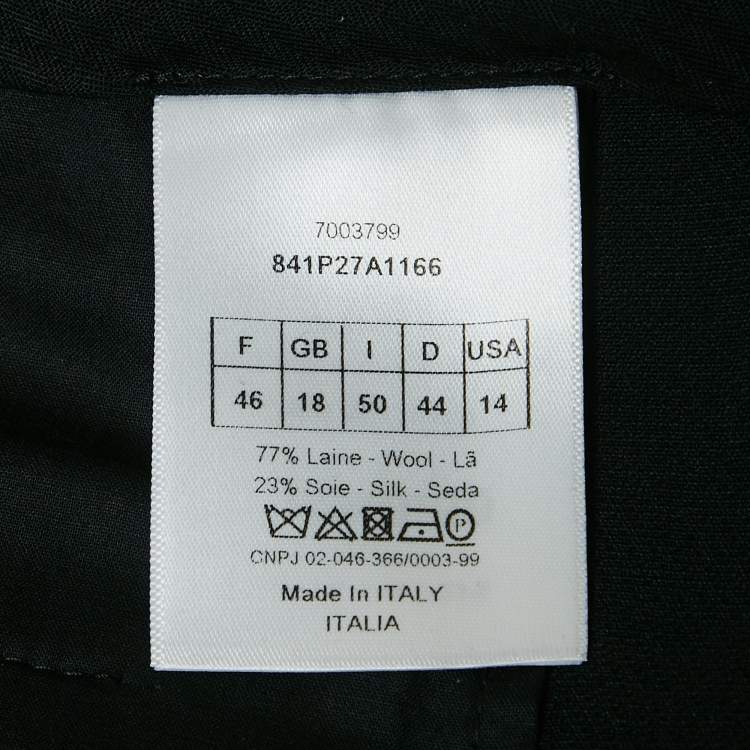 7003799
841P27A1166
F GB I D USA
46 18 50 44 14
77% Laine - Wool - Lã
23% Soie - Silk - Seda
P
CNPJ 02-046-366/0003-99
Made In ITALY
ITALIA